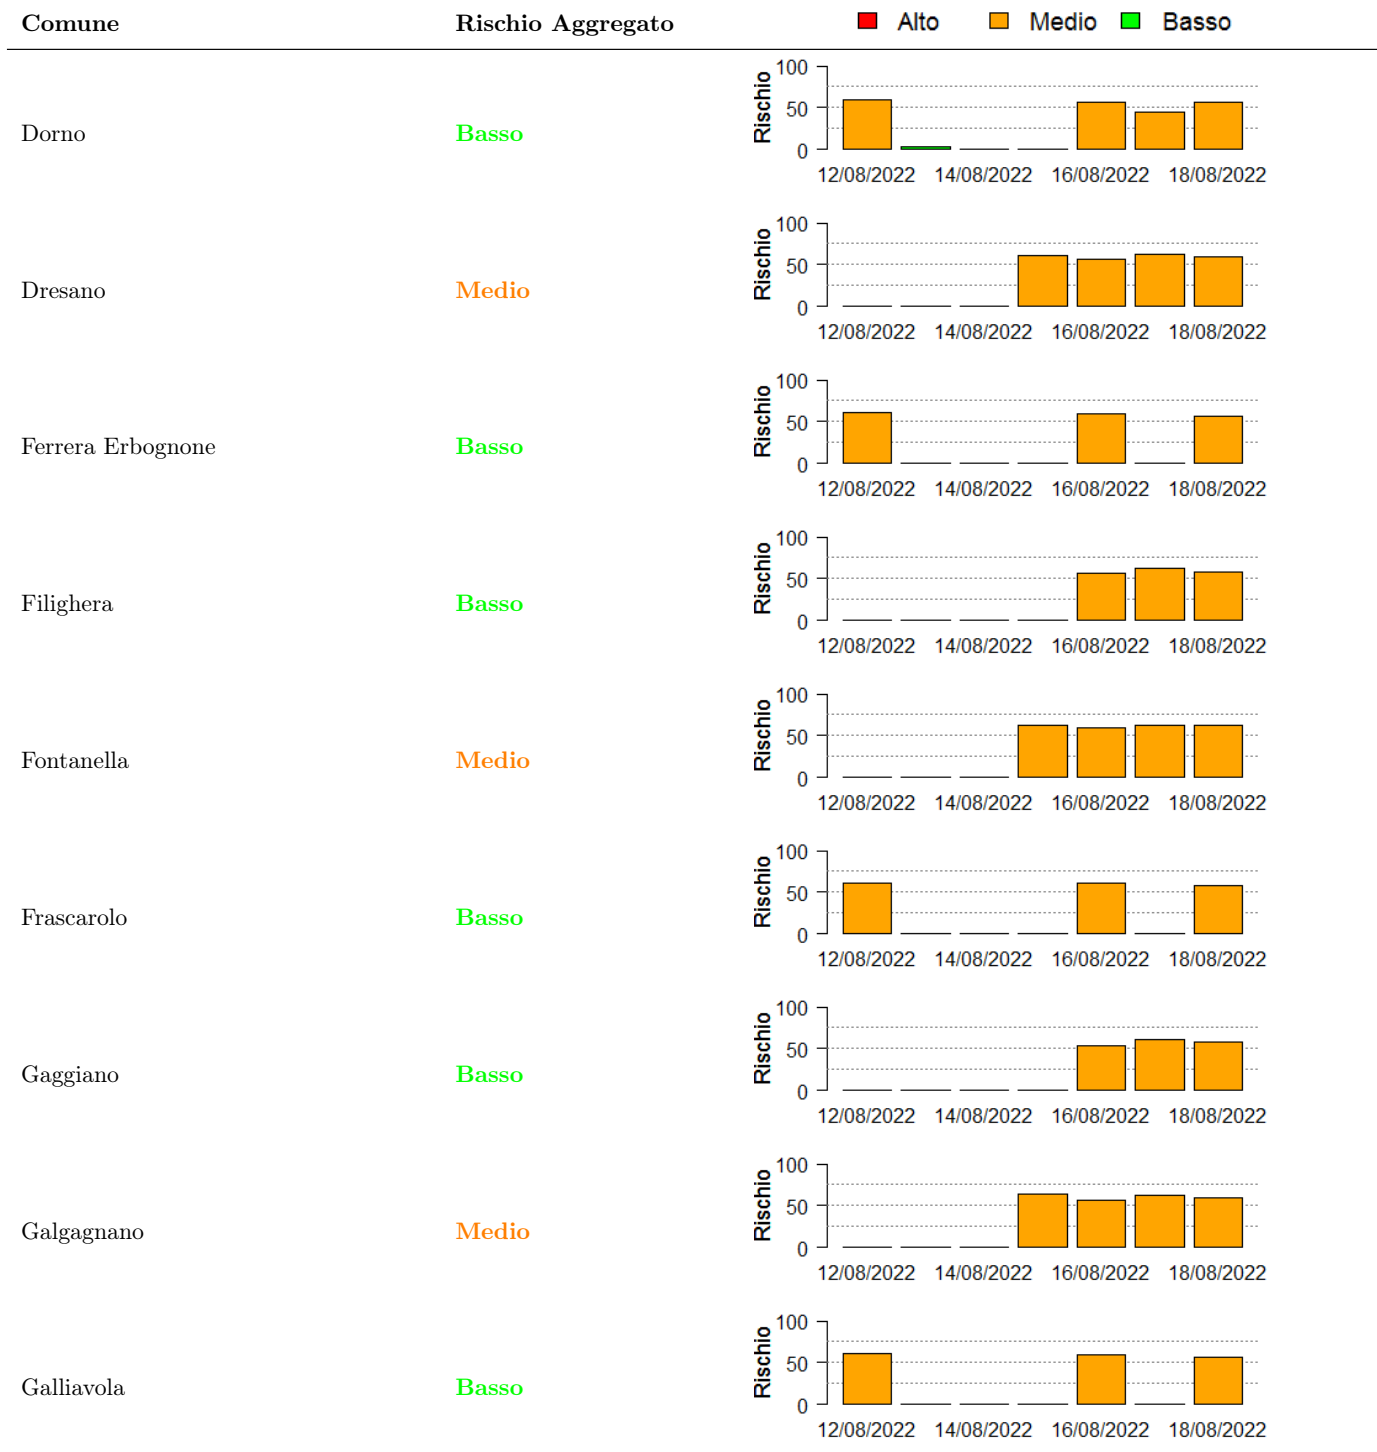 Comune Rischio Aggregato Alto Medio Basso
Dorno Basso
Rischio
100
50
0
12/08/2022 14/08/2022 16/08/2022 18/08/2022
Dresano Medio
Rischio
100
50
0
12/08/2022 14/08/2022 16/08/2022 18/08/2022
Ferrera Erbognone Basso
Rischio
100
50
0
12/08/2022 14/08/2022 16/08/2022 18/08/2022
Filighera Basso
Rischio
100
50
0
12/08/2022 14/08/2022 16/08/2022 18/08/2022
Fontanella Medio
Rischio
100
50
0
12/08/2022 14/08/2022 16/08/2022 18/08/2022
Frascarolo Basso
Rischio
100
50
0
12/08/2022 14/08/2022 16/08/2022 18/08/2022
Gaggiano Basso
Rischio
100
50
0
12/08/2022 14/08/2022 16/08/2022 18/08/2022
Galgagnano Medio
Rischio
100
50
0
12/08/2022 14/08/2022 16/08/2022 18/08/2022
Galliavola Basso
Rischio
100
50
0
12/08/2022 14/08/2022 16/08/2022 18/08/2022